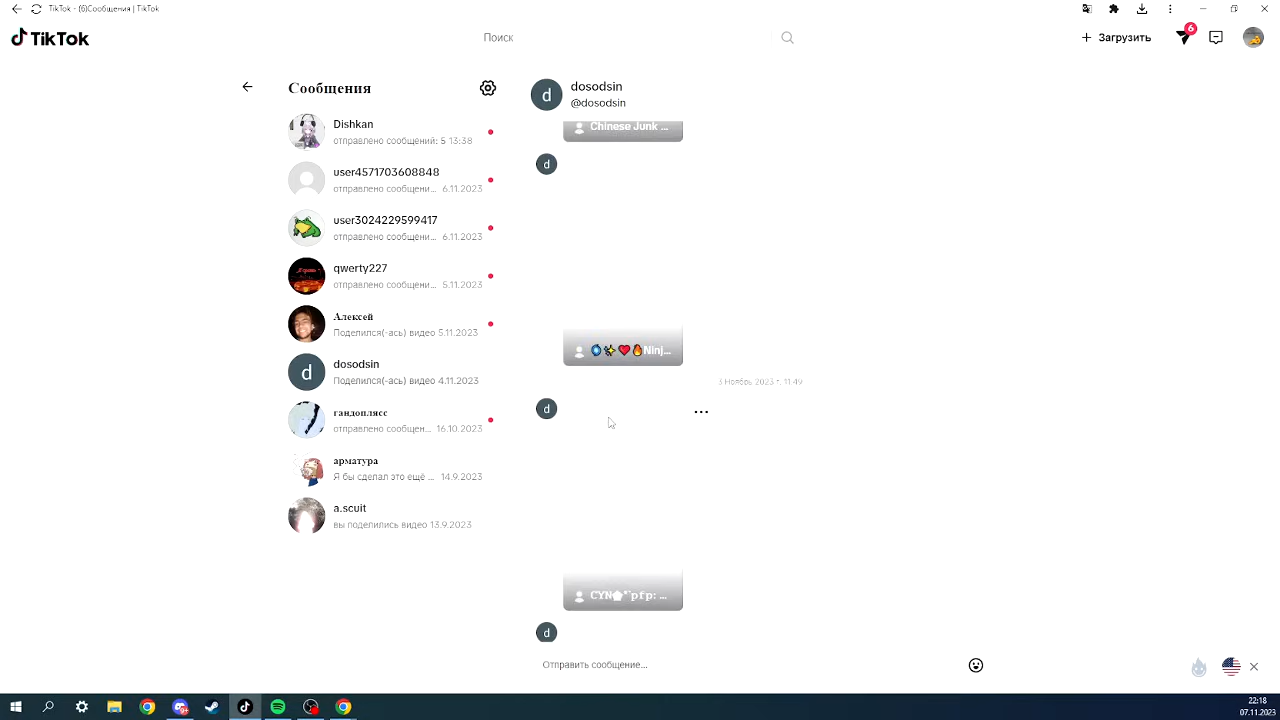 TikTok - (6)Сообщения | TikTok
TikTok
Поиск
Загрузить
6
Сообщения
Dishkan
отправлено сообщений: 5 13:38
user4571703608848
отправлено сообщени... 6.11.2023
user3024229599417
отправлено сообщени... 6.11.2023
qwerty227
отправлено сообщени... 5.11.2023
Алексей
Поделился(-ась) видео 5.11.2023
d
dosodsin
Поделился(-ась) видео 4.11.2023
гандоплясс
отправлено сообщен... 16.10.2023
арматура
Я бы сделал это ещё ... 14.9.2023
a.scuit
вы поделились видео 13.9.2023
d
dosodsin
@dosodsin
Chinese Junk ...
d
🧿✨❤️🔥Ninj...
3 Ноябрь 2023 г. 11:49
d
...
CYN⬟*`pfp: ...
d
Отправить сообщение...
22:18
07.11.2023